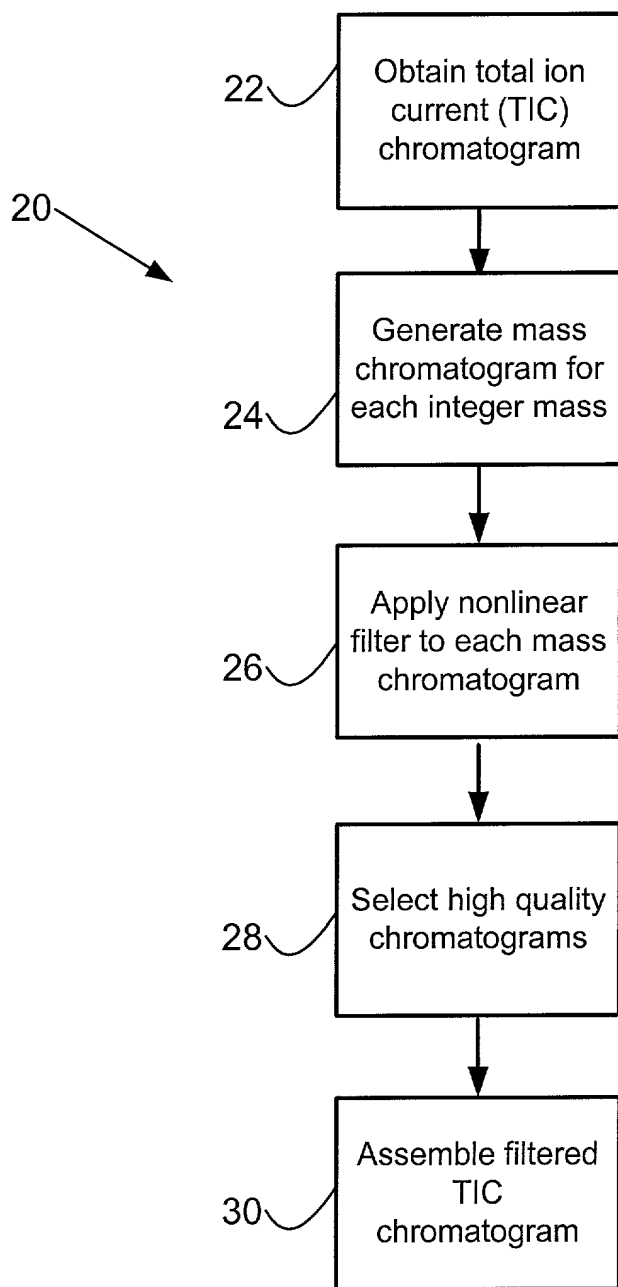 22
Obtain total ion
current (TIC)
chromatogram
20
Generate mass
chromatogram for
each integer mass
24
Apply nonlinear
filter to each mass
chromatogram
26
Select high quality
chromatograms
28
Assemble filtered
TIC
chromatogram
30